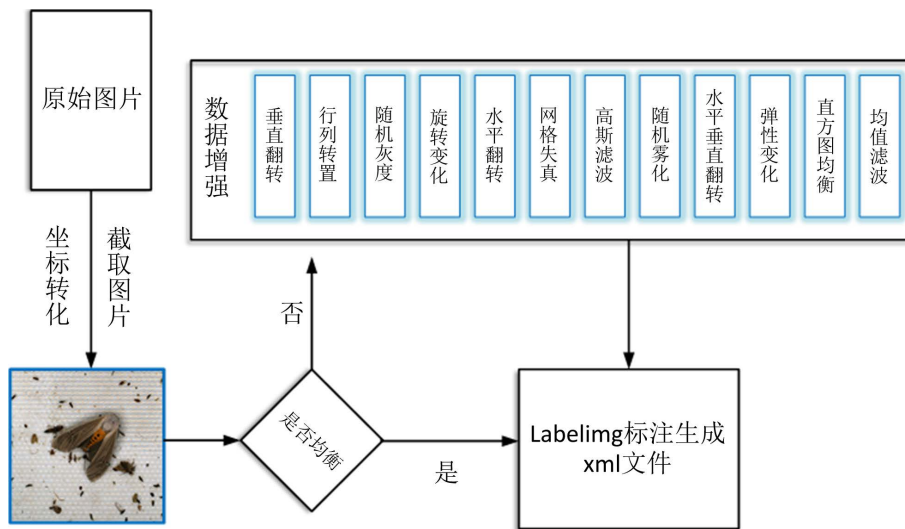 原始图片
数据增强
垂直翻转
行列转置
随机灰度
旋转变化
水平翻转
网格失真
高斯滤波
随机雾化
水平垂直翻转
弹性变化
直方图均衡
均值滤波
坐标转化
截取图片
否
是否均衡
是
Labelimg标注生成
xml文件